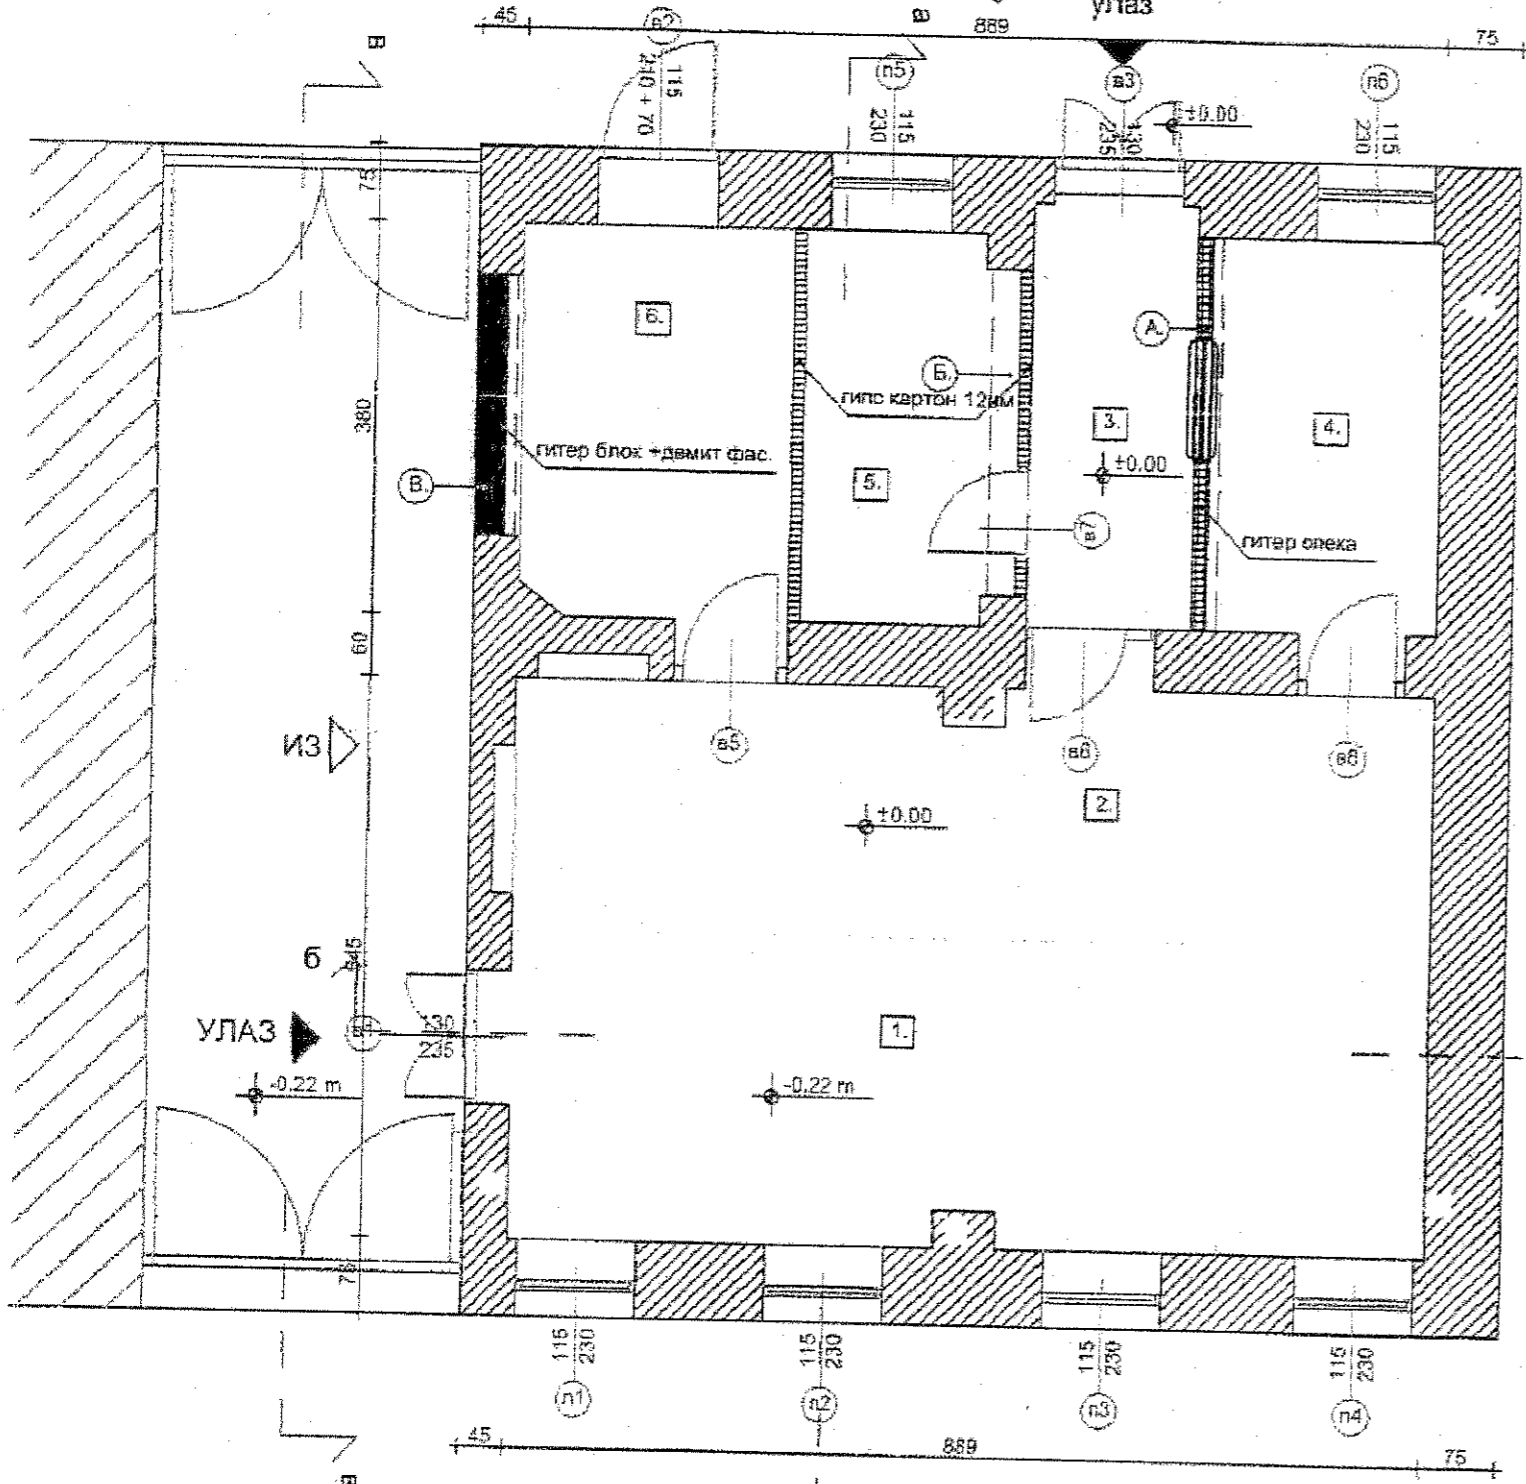 улаз
45
889
75
в
в2
115
210 + 70
в
п5
115
230
в3
130
235
±0.00
п6
115
230
75
380
60
545
75
6.
А.
Б.
гипс картон 12мм
3.
4.
±0.00
гитер блок +демит фас.
В.
5.
в7
гитер опека
ИЗ
в5
в6
в8
2.
±0.00
б
УЛАЗ
130
235
1.
-0.22 m
-0.22 m
115
230
115
230
115
230
115
230
п1
п2
п3
п4
45
889
75
в